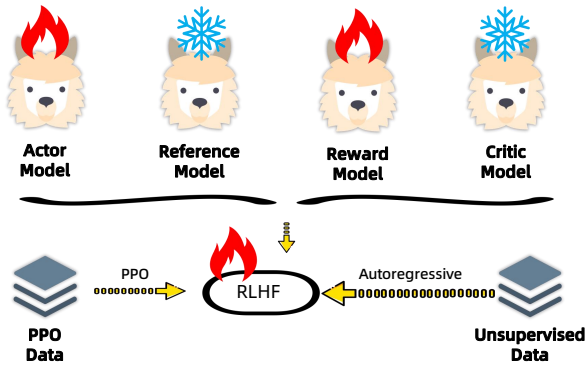 Actor
Model
Reference
Model
Reward
Model
Critic
Model
PPO
RLHF
Autoregressive
PPO
Data
Unsupervised
Data